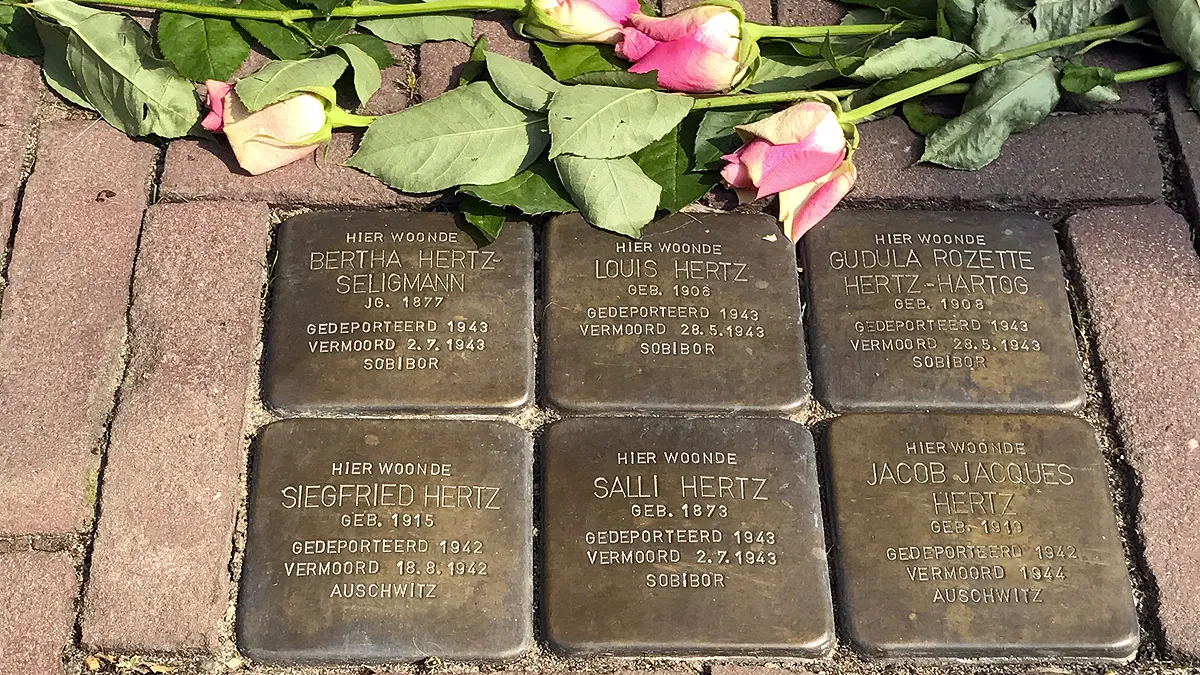 HIER WOONDE
BERTHA HERTZ-
SELIGMANN
JG. 1877
GEDEPORTEERD 1943
VERMOORD 2.7.1943
SOBIBOR
HIER WOONDE
LOUIS HERTZ
GEB. 1906
GEDEPORTEERD 1943
VERMOORD 28.5.1943
SOBIBOR
HIER WOONDE
GUDULA ROZETTE
HERTZ-HARTOG
GEB. 1908
GEDEPORTEERD 1943
VERMOORD 28.5.1943
SOBIBOR
HIER WOONDE
SIEGFRIED HERTZ
GEB. 1915
GEDEPORTEERD 1942
VERMOORD 18.8.1942
AUSCHWITZ
HIER WOONDE
SALLI HERTZ
GEB. 1873
GEDEPORTEERD 1943
VERMOORD 2.7.1943
SOBIBOR
HIER WOONDE
JACOB JACQUES
HERTZ
GEB. 1910
GEDEPORTEERD 1942
VERMOORD 1944
AUSCHWITZ